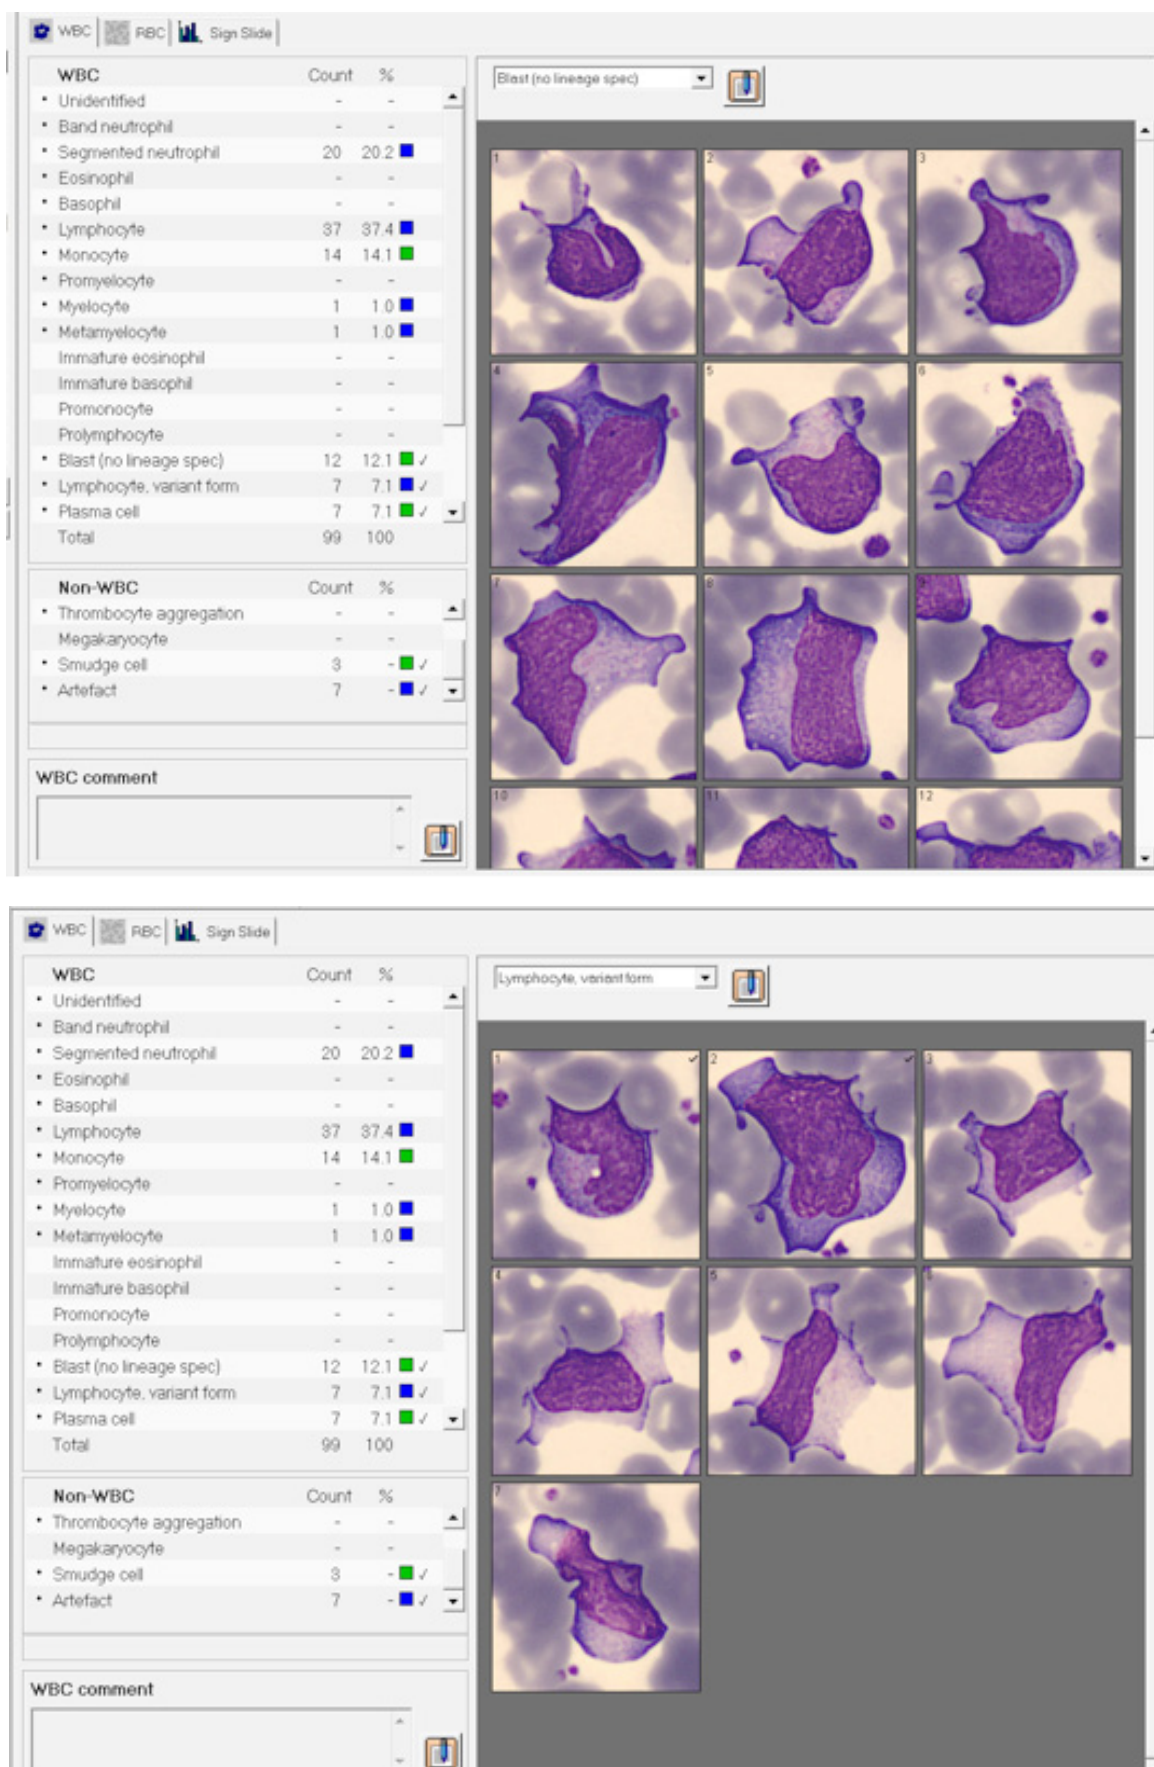 WBC RBC Sign Slide
WBC Count %
• Unidentified - -
• Band neutrophil - -
• Segmented neutrophil 20 20.2
• Eosinophil - -
• Basophil - -
• Lymphocyte 37 37.4
• Monocyte 14 14.1
• Promyelocyte - -
• Myelocyte 1 1.0
• Metamyelocyte 1 1.0
Immature eosinophil - -
Immature basophil - -
Promonocyte - -
Prolymphocyte - -
• Blast (no lineage spec) 12 12.1 ✓
• Lymphocyte, variant form 7 7.1 ✓
• Plasma cell 7 7.1 ✓
Total 99 100
Non-WBC Count %
• Thrombocyte aggregation - -
Megakaryocyte - -
• Smudge cell 3 - ✓
• Artefact 7 - ✓
WBC comment
Blast (no lineage spec)
1 2 3
4 5 6
7 8 9
10 11 12
WBC RBC Sign Slide
WBC Count %
• Unidentified - -
• Band neutrophil - -
• Segmented neutrophil 20 20.2
• Eosinophil - -
• Basophil - -
• Lymphocyte 37 37.4
• Monocyte 14 14.1
• Promyelocyte - -
• Myelocyte 1 1.0
• Metamyelocyte 1 1.0
Immature eosinophil - -
Immature basophil - -
Promonocyte - -
Prolymphocyte - -
• Blast (no lineage spec) 12 12.1 ✓
• Lymphocyte, variant form 7 7.1 ✓
• Plasma cell 7 7.1 ✓
Total 99 100
Non-WBC Count %
• Thrombocyte aggregation - -
Megakaryocyte - -
• Smudge cell 3 - ✓
• Artefact 7 - ✓
WBC comment
Lymphocyte, variant form
1 2 3
4 5 6
7